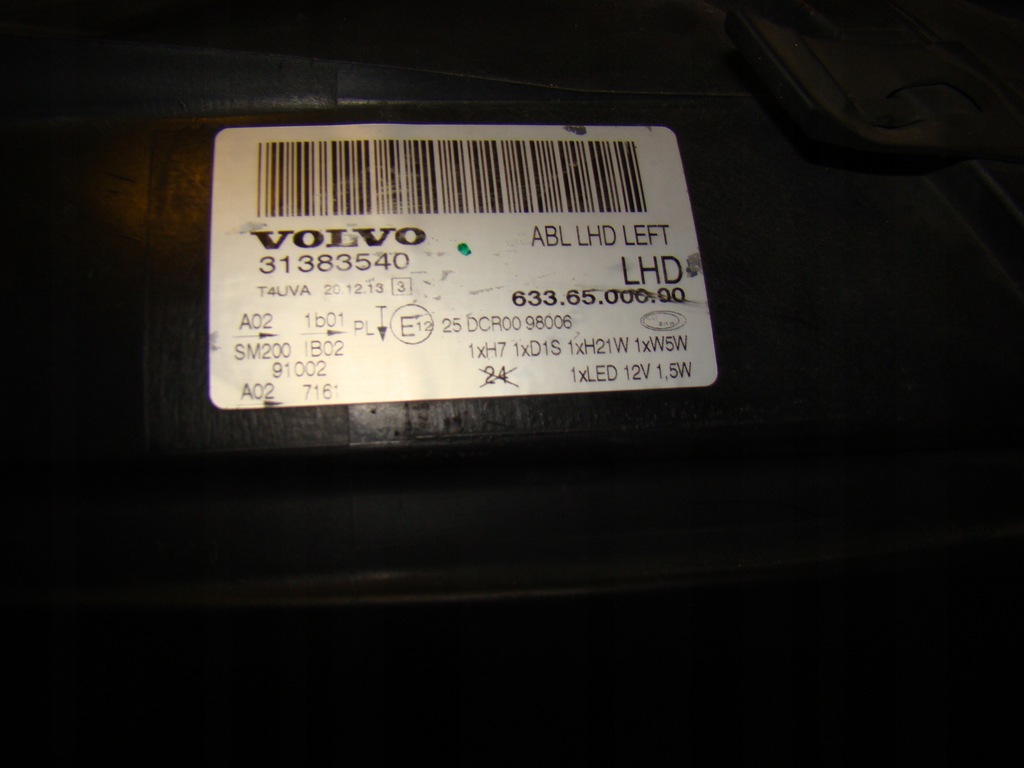 VOLVO
ABL LHD LEFT
31383540
LHD
T4UVA 20.12.13 3
633.65.000.00
A02 1b01 PL E12 25 DCR00 98006
SM200 IB02
1xH7 1xD1S 1xH21W 1xW5W
91002
24 1xLED 12V 1,5W
A02 7161